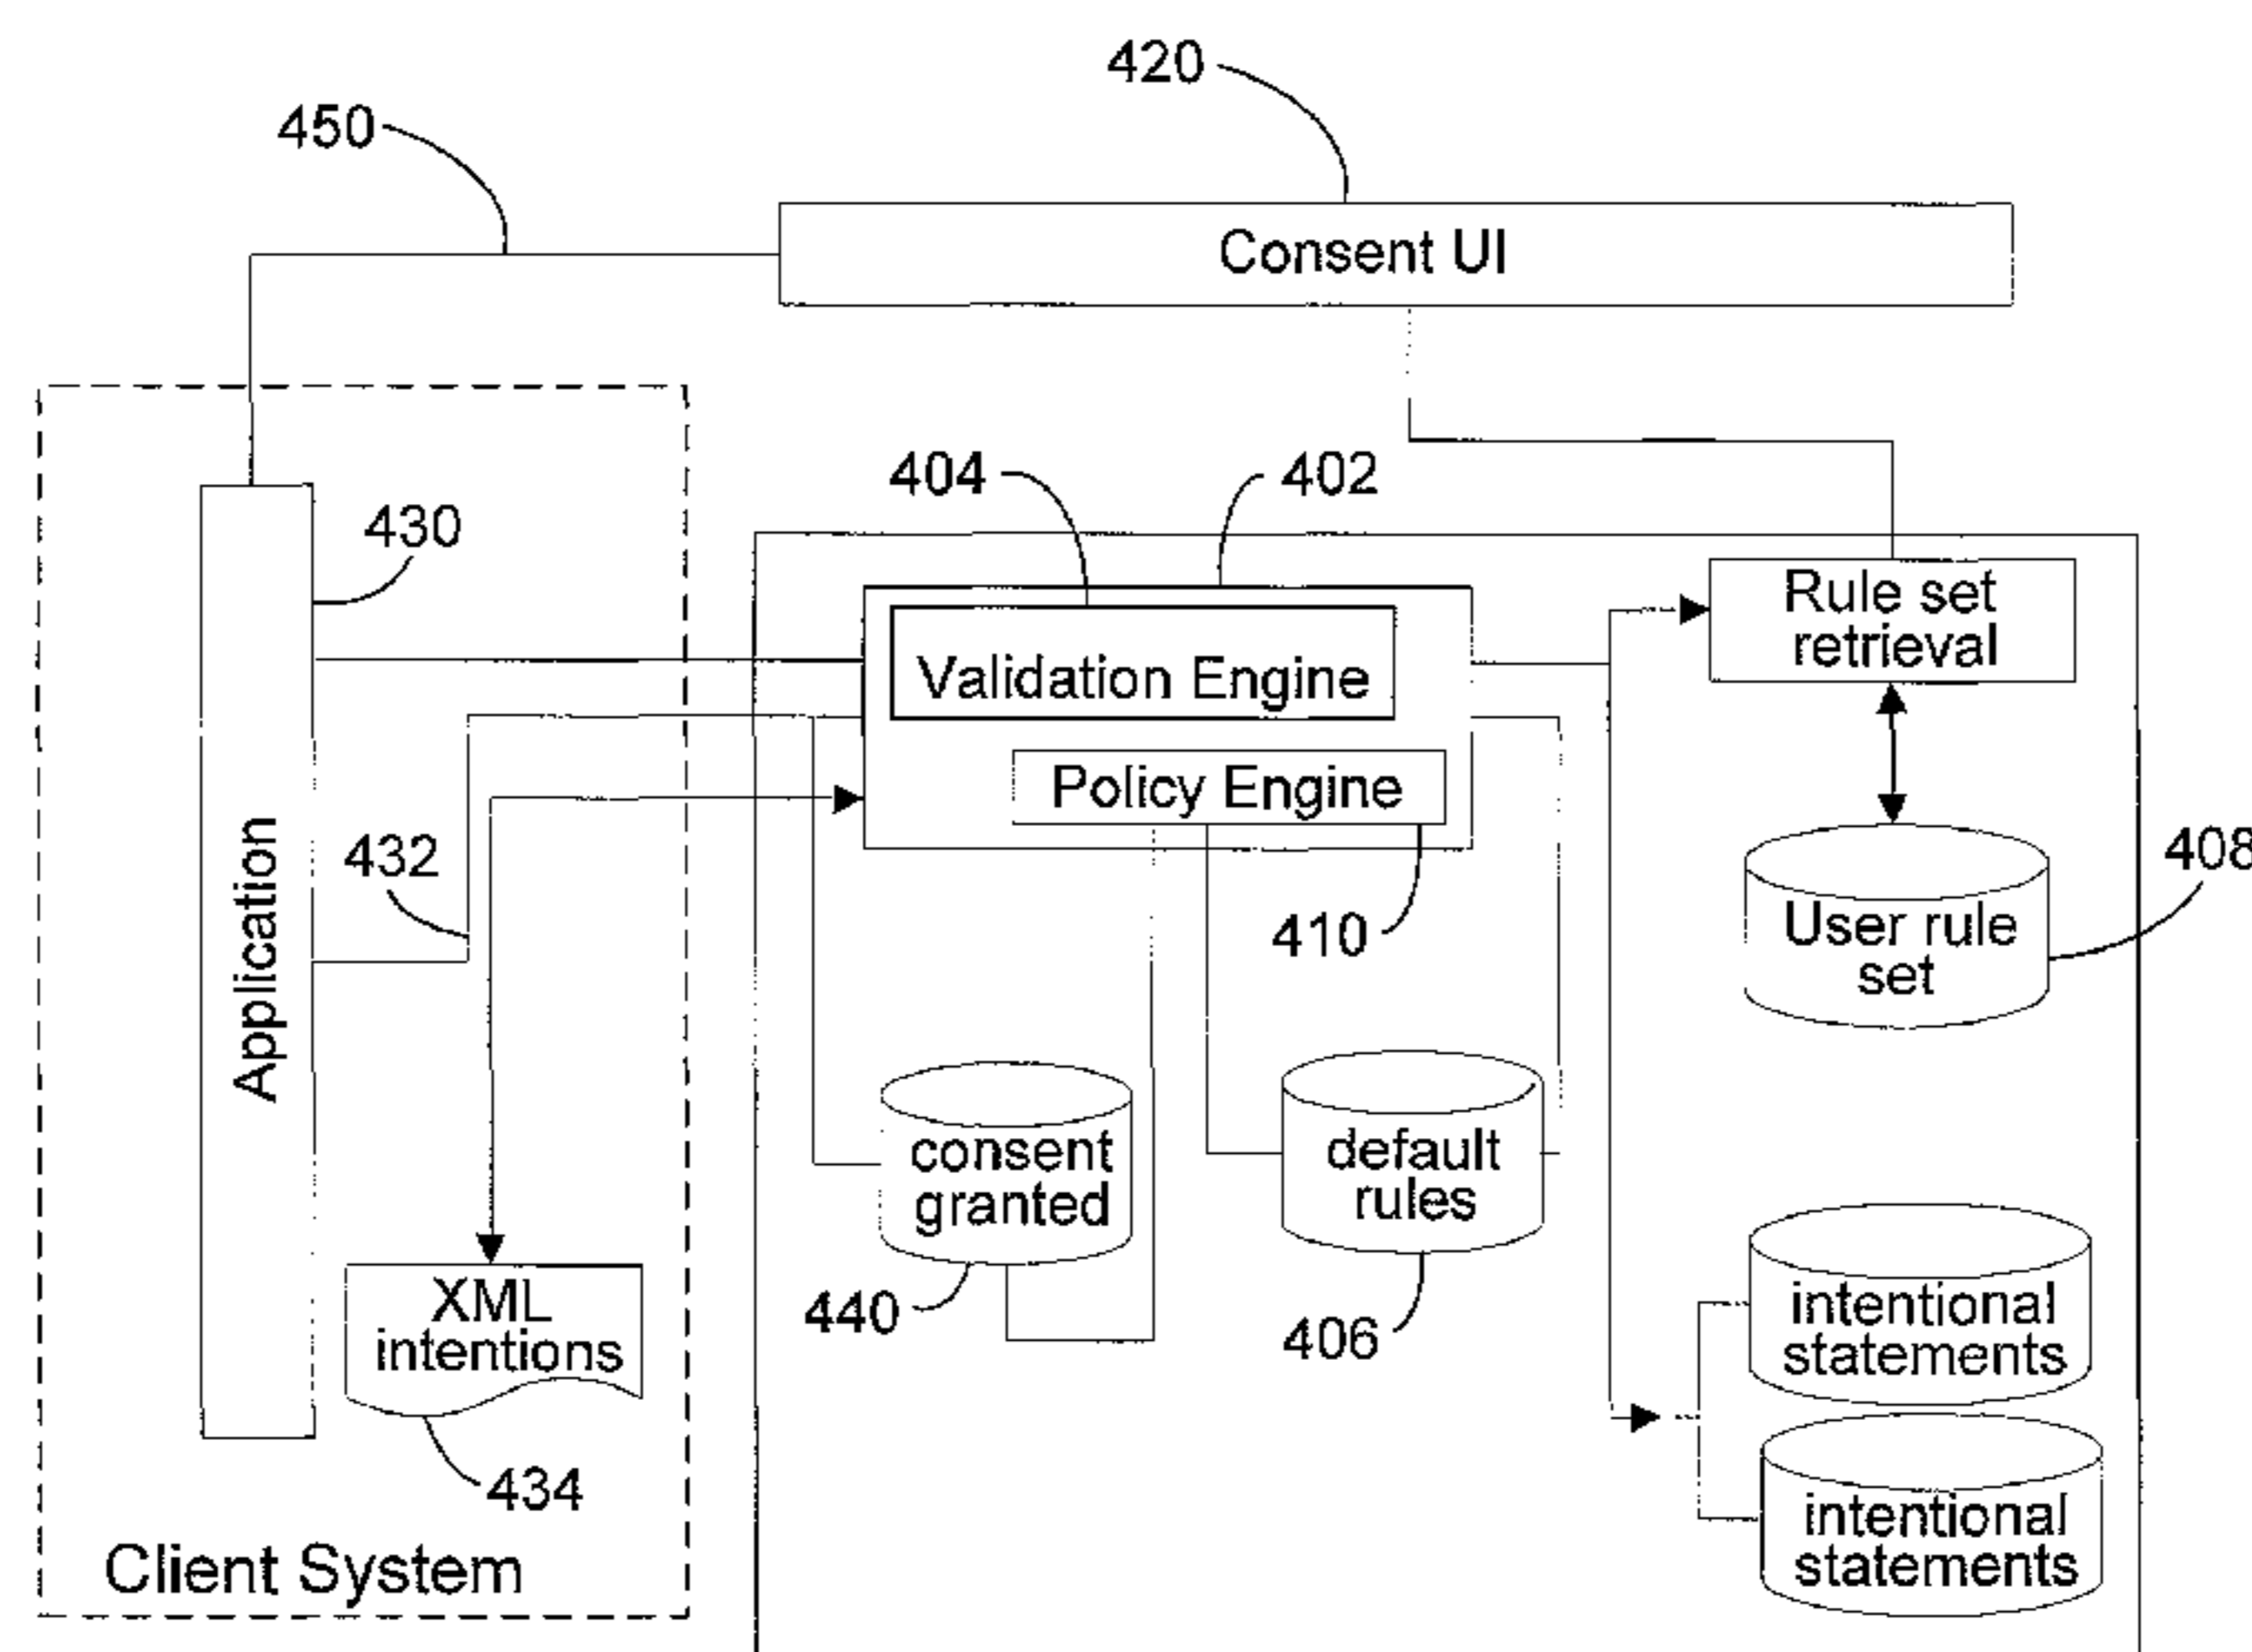 420
450
Consent UI
404
402
430
Rule set
retrieval
Validation Engine
Policy Engine
432
408
Application
410
User rule
set
consent
granted
default
rules
440
406
XML
intentions
intentional
statements
434
intentional
statements
Client System